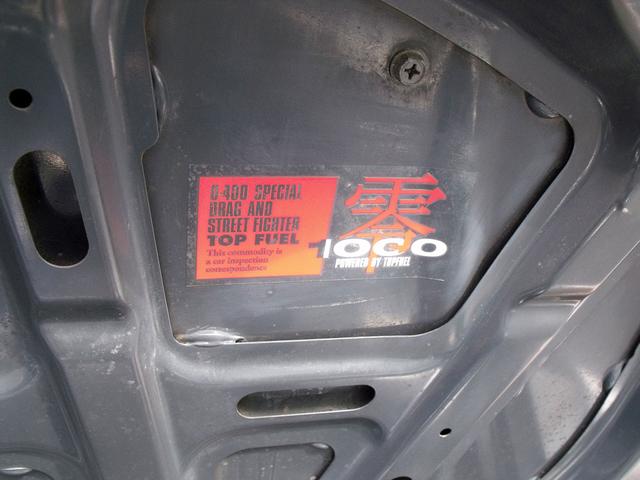 0-400 SPECIAL
DRAG AND
STREET FIGHTER
TOP FUEL
This commodity is
a car inspection
correspondence
零
1000
POWERED BY TOPFUEL